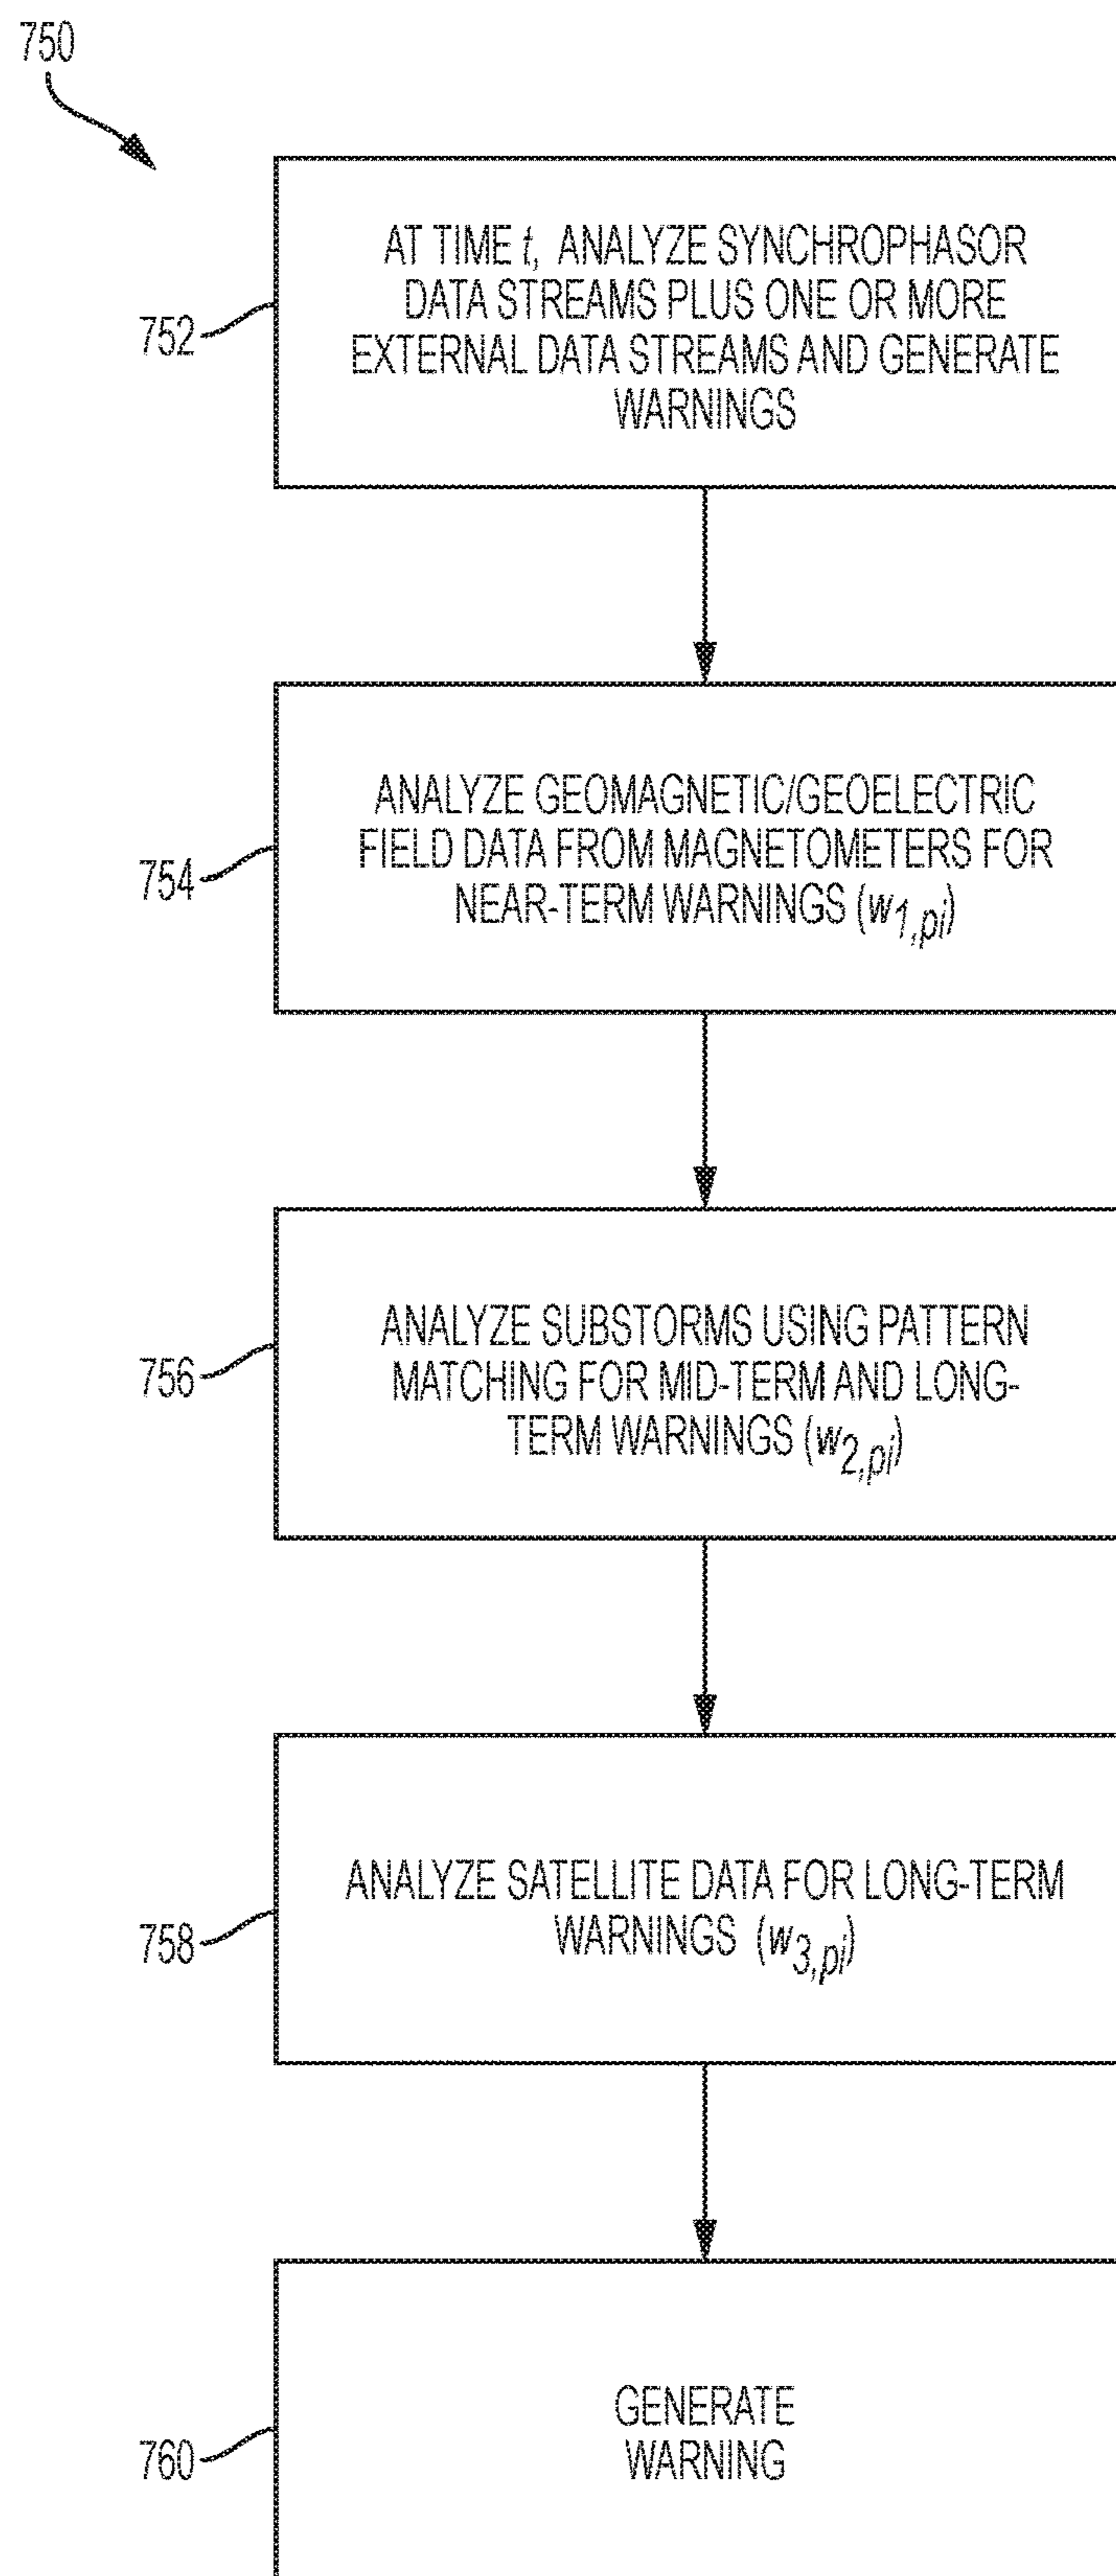 750
752
AT TIME t, ANALYZE SYNCHROPHASOR
DATA STREAMS PLUS ONE OR MORE
EXTERNAL DATA STREAMS AND GENERATE
WARNINGS
754
ANALYZE GEOMAGNETIC/GEOELECTRIC
FIELD DATA FROM MAGNETOMETERS FOR
NEAR-TERM WARNINGS (w1,pi)
756
ANALYZE SUBSTORMS USING PATTERN
MATCHING FOR MID-TERM AND LONG-
TERM WARNINGS (w2,pi)
758
ANALYZE SATELLITE DATA FOR LONG-TERM
WARNINGS (w3,pi)
760
GENERATE
WARNING